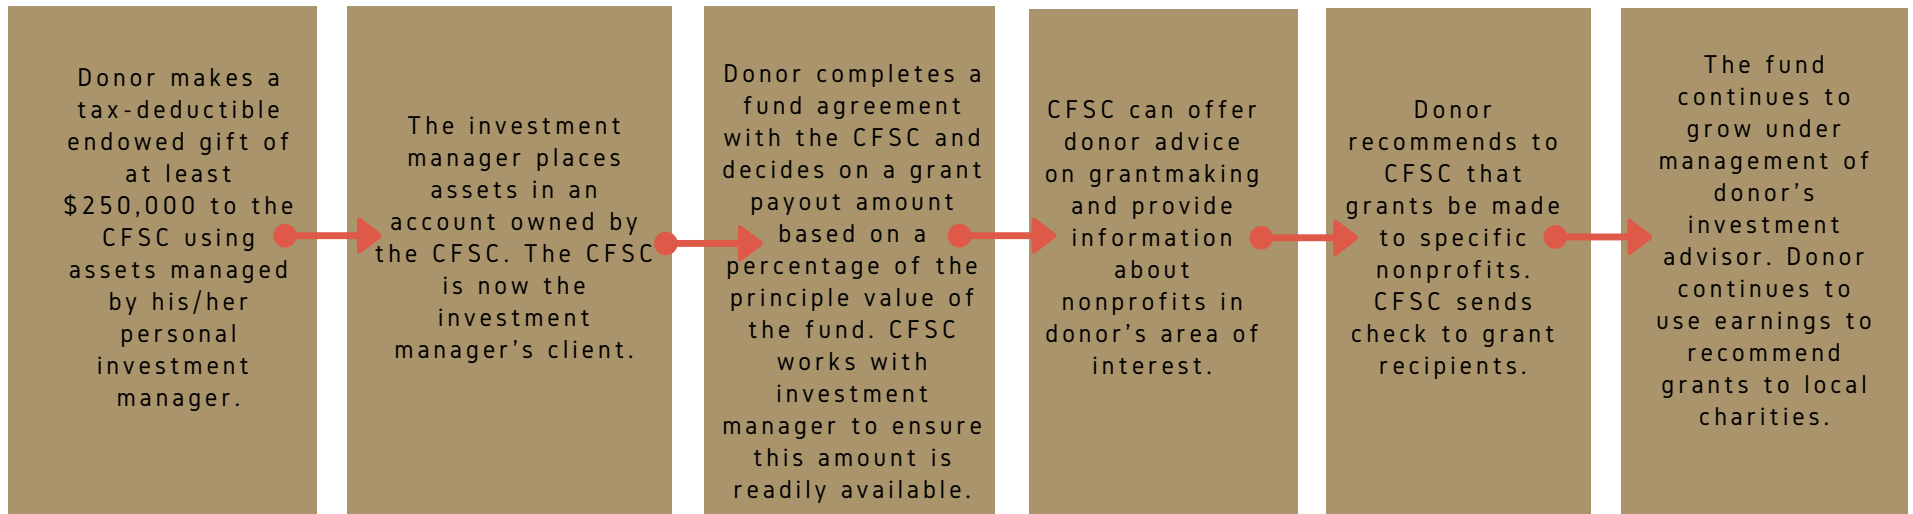 Donor makes a
tax-deductible
endowed gift of
at least
$250,000 to the
CFSC using
assets managed
by his/her
personal
investment
manager.
The investment
manager places
assets in an
account owned by
the CFSC. The CFSC
is now the
investment
manager’s client.
Donor completes a
fund agreement
with the CFSC and
decides on a grant
payout amount
based on a
percentage of the
principle value of
the fund. CFSC
works with
investment
manager to ensure
this amount is
readily available.
CFSC can offer
donor advice
on grantmaking
and provide
information
about
nonprofits in
donor’s area of
interest.
Donor
recommends to
CFSC that
grants be made
to specific
nonprofits.
CFSC sends
check to grant
recipients.
The fund
continues to
grow under
management of
donor’s
investment
advisor. Donor
continues to
use earnings to
recommend
grants to local
charities.